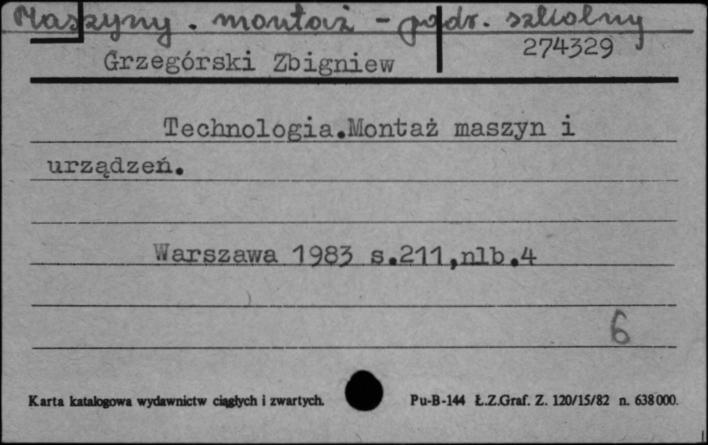 Maszyny. montaż - podr. szkolny
274329
Grzegórski Zbigniew
Technologia.Montaż maszyn i
urządzeń.
Warszawa 1983 s.211,nlb.4
6
Karta katalogowa wydawnictw ciągłych i zwartych. Pu-B-144 Ł.Z.Graf. Z. 120/15/82 n. 638000.